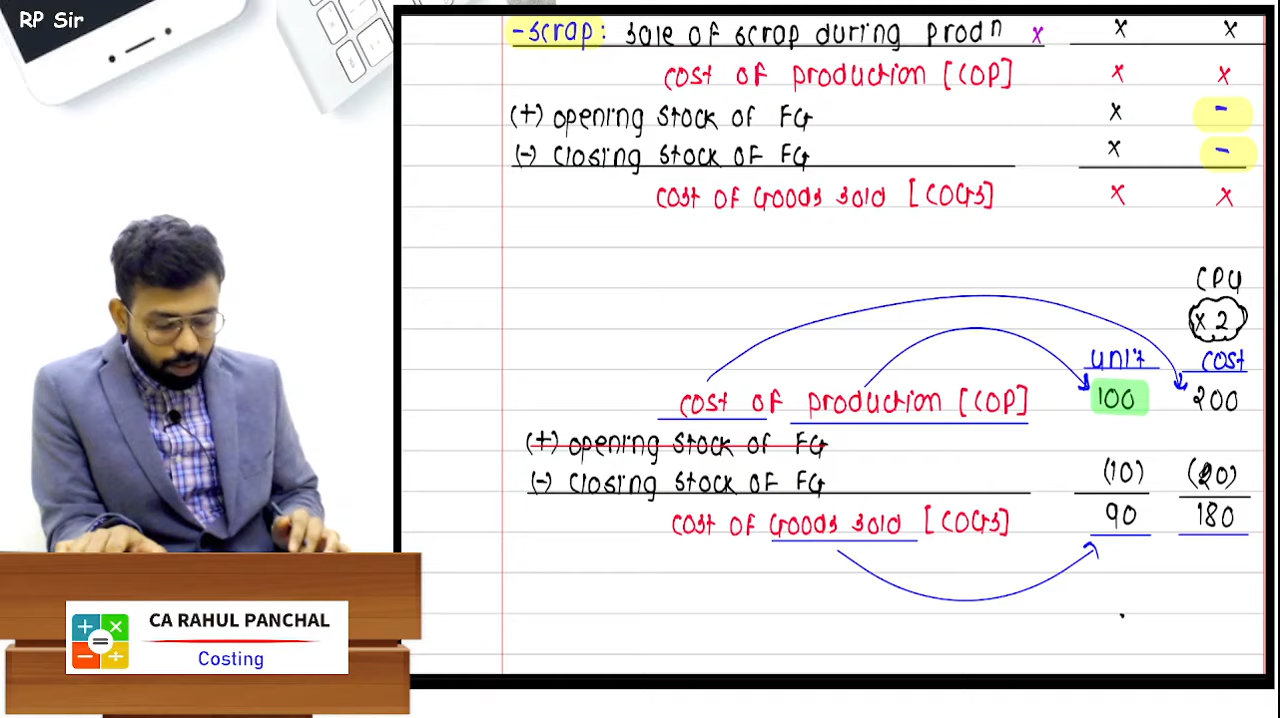 RP Sir
-scrap: sale of scrap during prodn x x x
cost of production [COP] x x
(+) opening stock of FG x -
(-) closing stock of FG x -
cost of Goods sold [COGS] x x
CPU
x 2
unit cost
cost of production [COP] 100 200
(+) opening stock of FG
(-) closing stock of FG (10) (20)
cost of Goods sold [COGS] 90 180
CA RAHUL PANCHAL
Costing